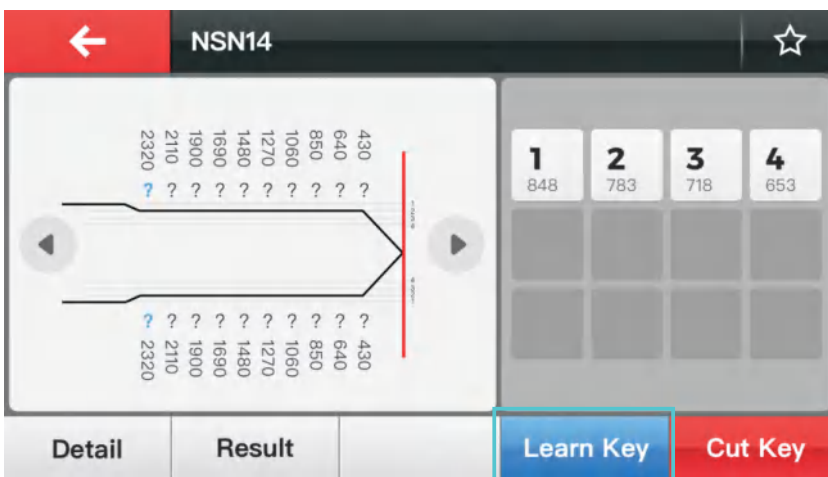 NSN14
2320 2110 1900 1690 1480 1270 1060 850 640 430
? ? ? ? ? ? ? ? ? ?
? ? ? ? ? ? ? ? ? ?
2320 2110 1900 1690 1480 1270 1060 850 640 430
1 2 3 4
848 783 718 653
Detail Result Learn Key Cut Key